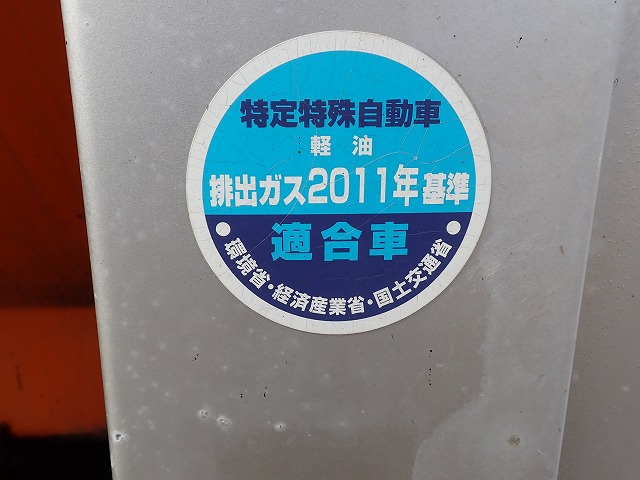 特定特殊自動車
軽油
排出ガス2011年基準
適合車
環境省・経済産業省・国土交通省